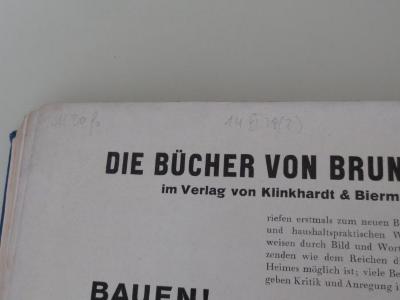 DIE BÜCHER VON BRUN
im Verlag von Klinkhardt & Bierm
riefen erstmals zum neuen B
und haushaltspraktischen W
weisen durch Bild und Wort
zenden wie dem Reichen d
Heimes möglich ist; viele Be
geben Kritik und Anregung i
BAUEN!